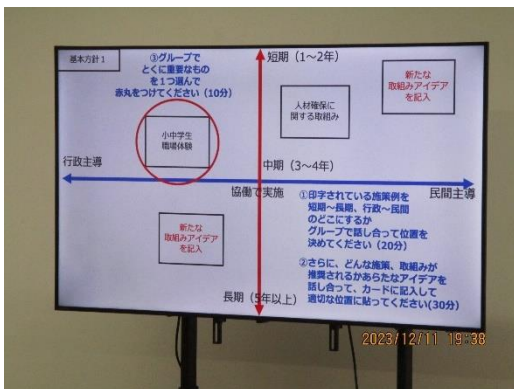 基本方針1
③グループで
とくに重要なもの
を1つ選んで
赤丸をつけてください（10分）
短期（1～2年）
新たな
取組みアイデア
を記入
人材確保に
関する取組み
小中学生
職場体験
行政主導
中期（3～4年）
協働で実施
民間主導
①印字されている施策例を
短期～長期、行政～民間
のどこにするか
グループで話し合って位置を
決めてください（20分）
新たな
取組みアイデア
を記入
②さらに、どんな施策、取組みが
推奨されるかあらたなアイデアを
話し合って、カードに記入して
適切な位置に貼ってください(30分)
長期（5年以上）
2023/12/11 19:38